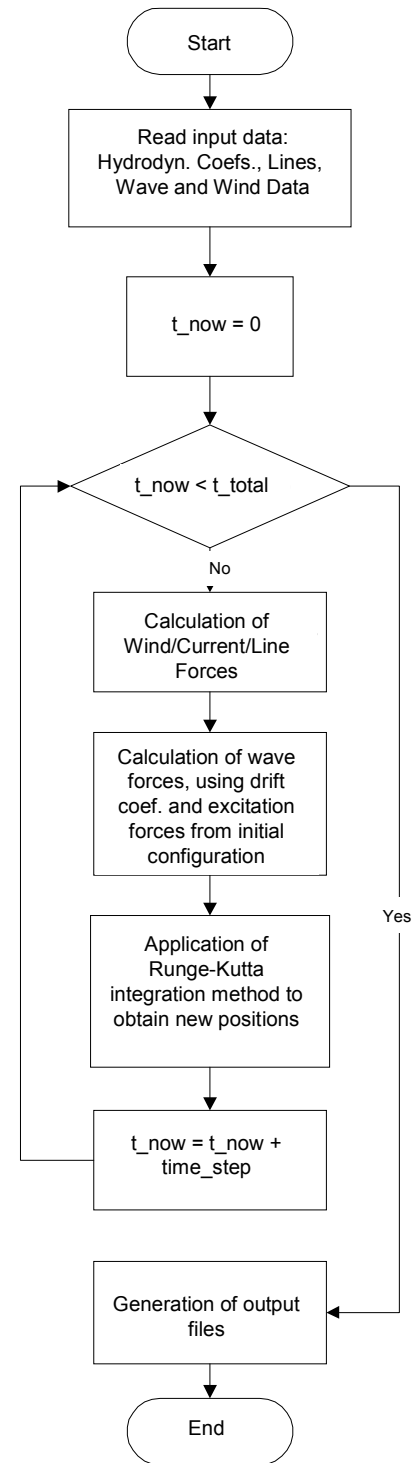 Start
Read input data:
Hydrodyn. Coefs., Lines,
Wave and Wind Data
t_now = 0
t_now < t_total
No
Calculation of
Wind/Current/Line
Forces
Calculation of wave
forces, using drift
coef. and excitation
forces from initial
configuration
Yes
Application of
Runge-Kutta
integration method to
obtain new positions
t_now = t_now +
time_step
Generation of output
files
End